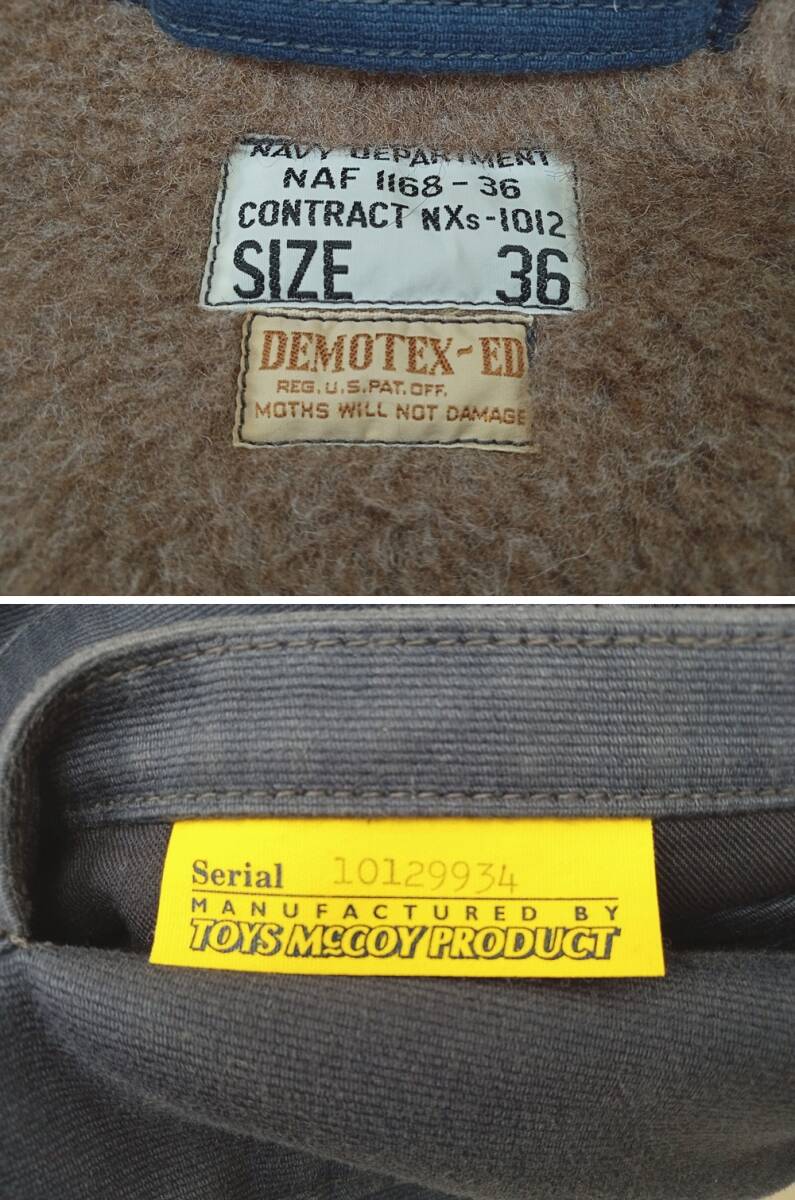 NAVY DEPARTMENT
NAF 1168-36
CONTRACT NXs-1012
SIZE 36
DEMOTEX-ED
REG. U.S. PAT. OFF.
MOTHS WILL NOT DAMAGE
Serial 10129934
MANUFACTURED BY
TOYS McCOY PRODUCT